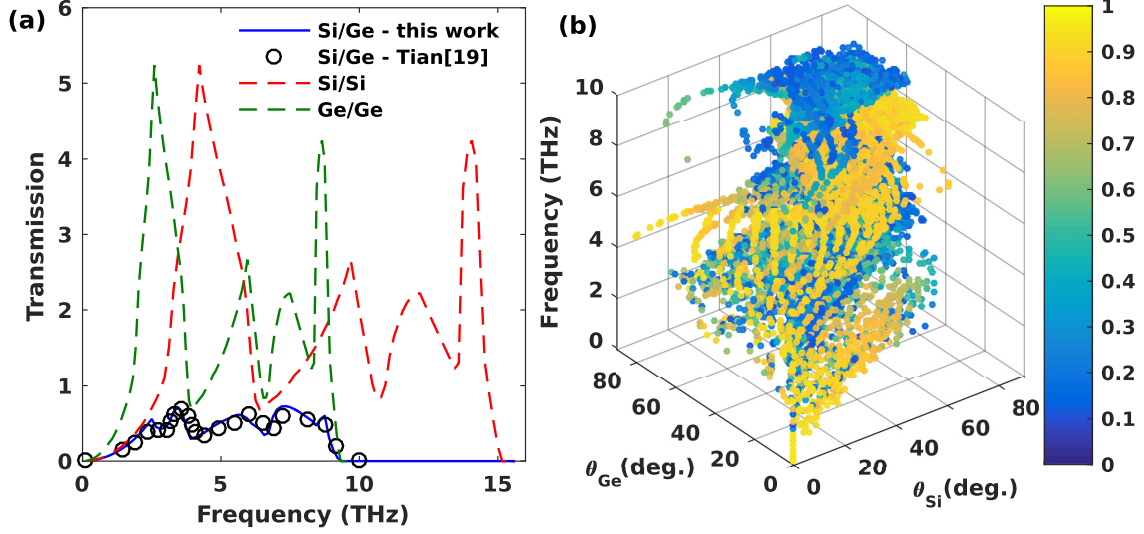 (a)
6
5
4
3
2
1
0
Transmission
0 5 10 15
Frequency (THz)
Si/Ge - this work
Si/Ge - Tian[19]
Si/Si
Ge/Ge
(b)
10
8
6
4
2
0
Frequency (THz)
80
60
40
20
0
θGe(deg.)
0
20
40
60
80
θSi(deg.)
1
0.9
0.8
0.7
0.6
0.5
0.4
0.3
0.2
0.1
0